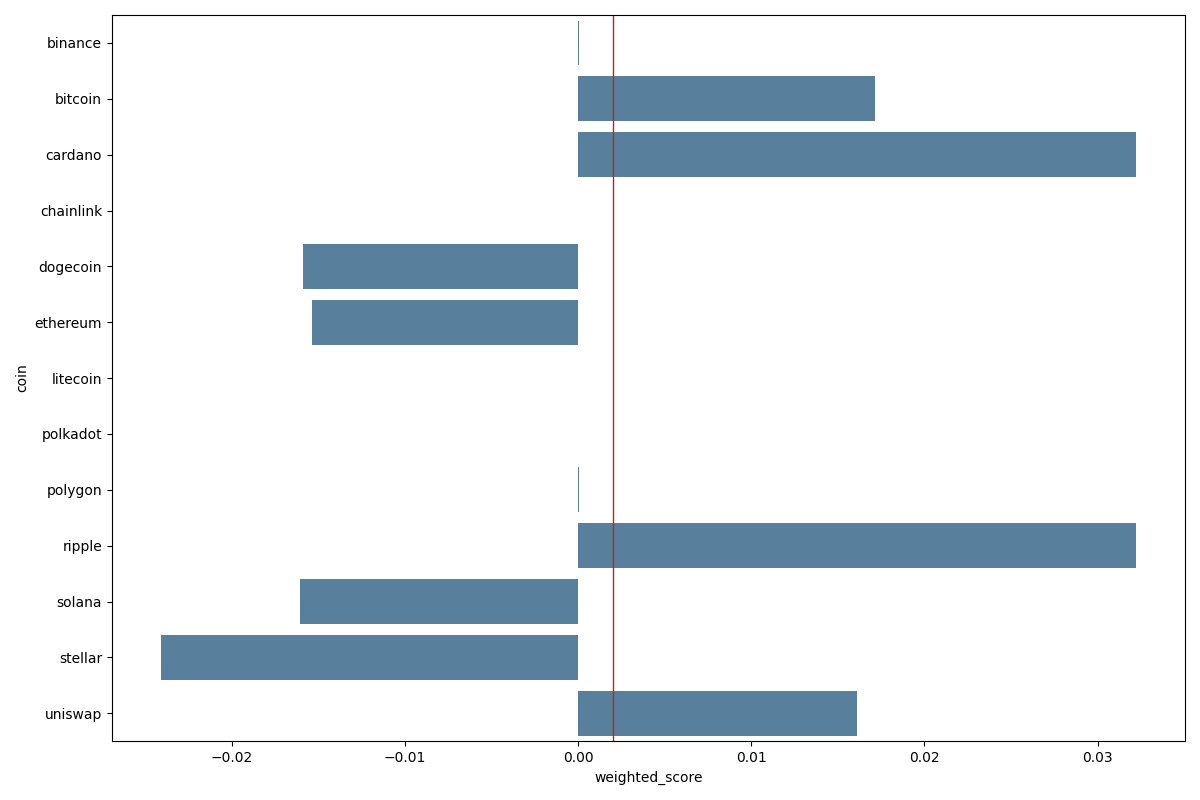 binance
bitcoin
cardano
chainlink
dogecoin
ethereum
litecoin
polkadot
polygon
ripple
solana
stellar
uniswap
coin
−0.02 −0.01 0.00 0.01 0.02 0.03
weighted_score